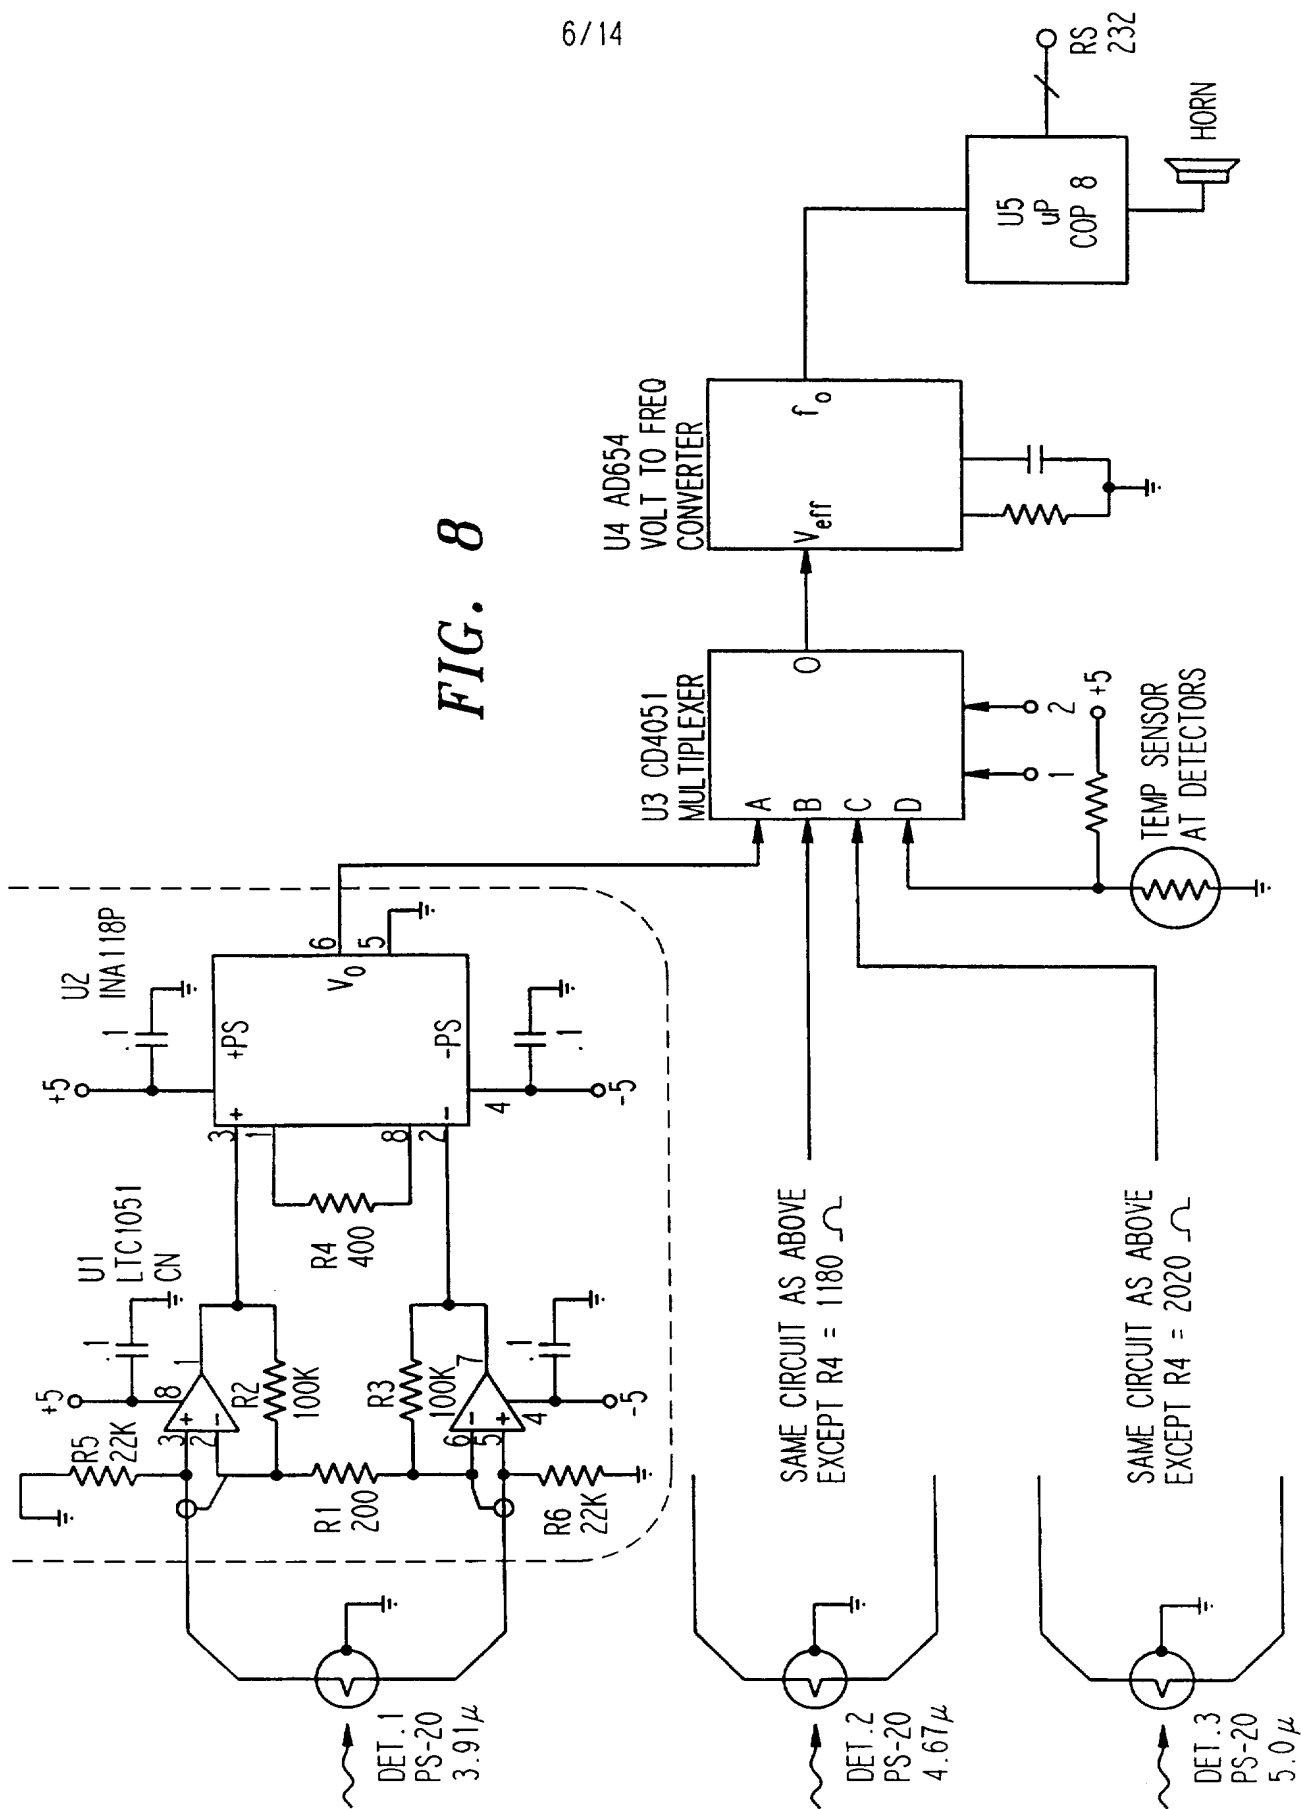 6/14
FIG. 8
DET.1
PS-20
3.91μ
R5
22K
+5
.1
U1
LTC1051
CN
8
3
+
2
-
1
R2
100K
R1
200
R3
100K
6
-
5
+
7
4
.1
-5
R6
22K
R4
400
+5
.1
U2
INA118P
3
+
1
8
2
-
+PS
-PS
V0
6
5
4
.1
-5
DET.2
PS-20
4.67μ
SAME CIRCUIT AS ABOVE
EXCEPT R4 = 1180 Ω
DET.3
PS-20
5.0μ
SAME CIRCUIT AS ABOVE
EXCEPT R4 = 2020 Ω
U3 CD4051
MULTIPLEXER
A
B
C
D
O
1
2
+5
TEMP SENSOR
AT DETECTORS
U4 AD654
VOLT TO FREQ
CONVERTER
Veff
fo
U5
uP
COP 8
RS
232
HORN